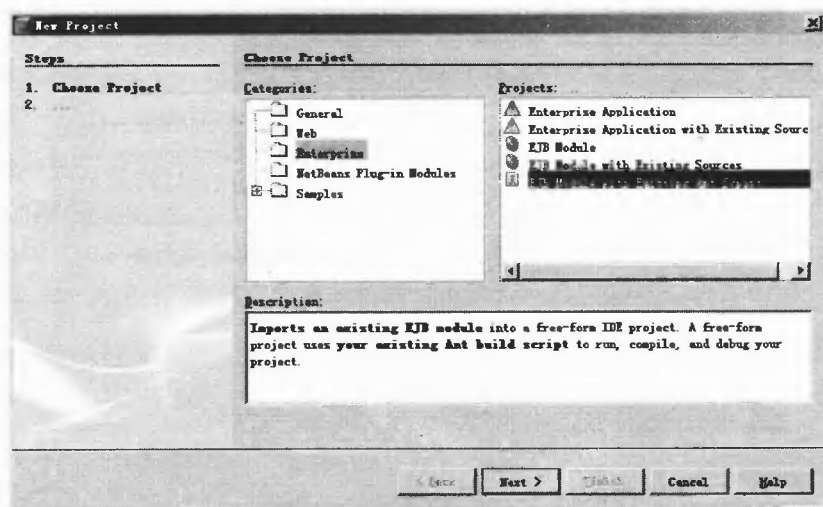 New Project
Steps
1. Choose Project
2. ...
Choose Project
Categories:
General
Web
Enterprise
NetBeans Plug-in Modules
Samples
Projects:
Enterprise Application
Enterprise Application with Existing Sourc
EJB Module
EJB Module with Existing Sources
Description:
Imports an existing EJB module into a free-form IDE project. A free-form
project uses your existing Ant build script to run, compile, and debug your
project.
< Back
Next >
Finish
Cancel
Help